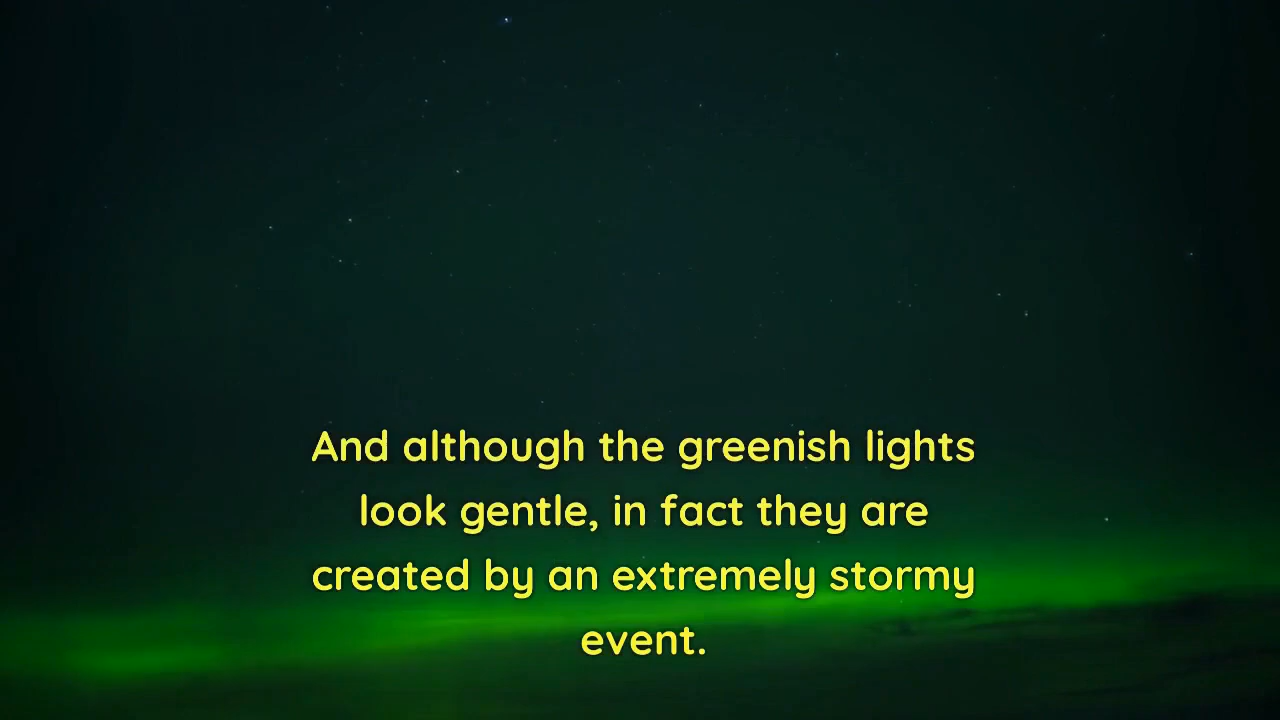 And although the greenish lights
look gentle, in fact they are
created by an extremely stormy
event.